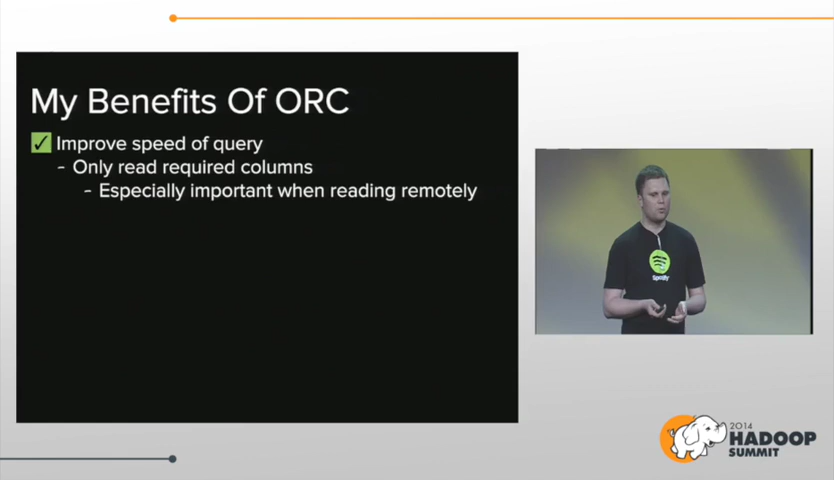 My Benefits Of ORC
✓ Improve speed of query
- Only read required columns
- Especially important when reading remotely
Spotify
2014
HADOOP
SUMMIT